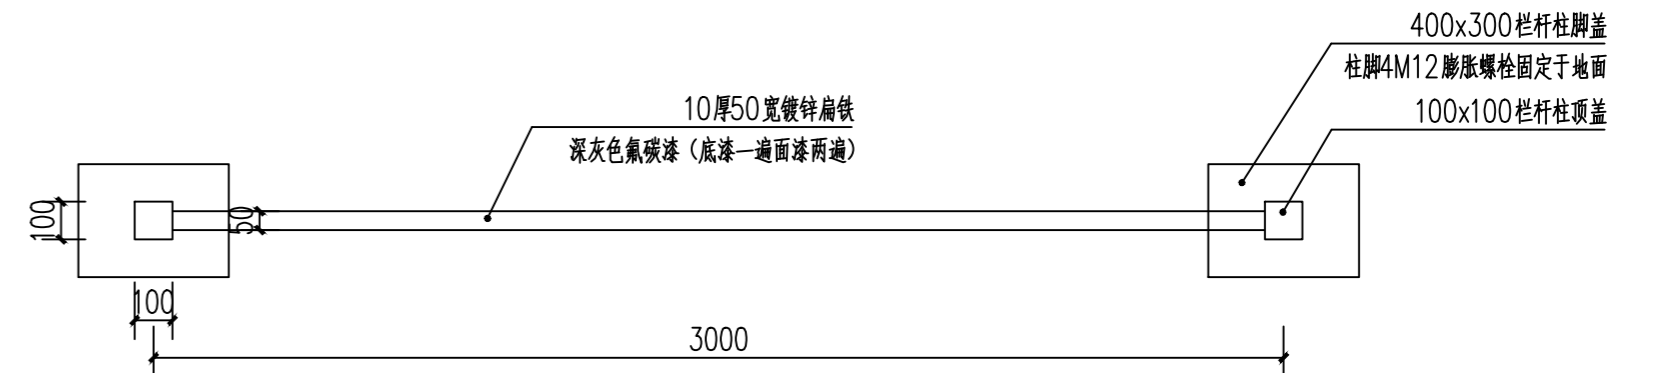 400x300栏杆柱脚盖
柱脚4M12膨胀螺栓固定于地面
10厚50宽镀锌扁铁
100x100栏杆柱顶盖
深灰色氟碳漆（底漆一遍面漆两遍）
100
50
100
3000